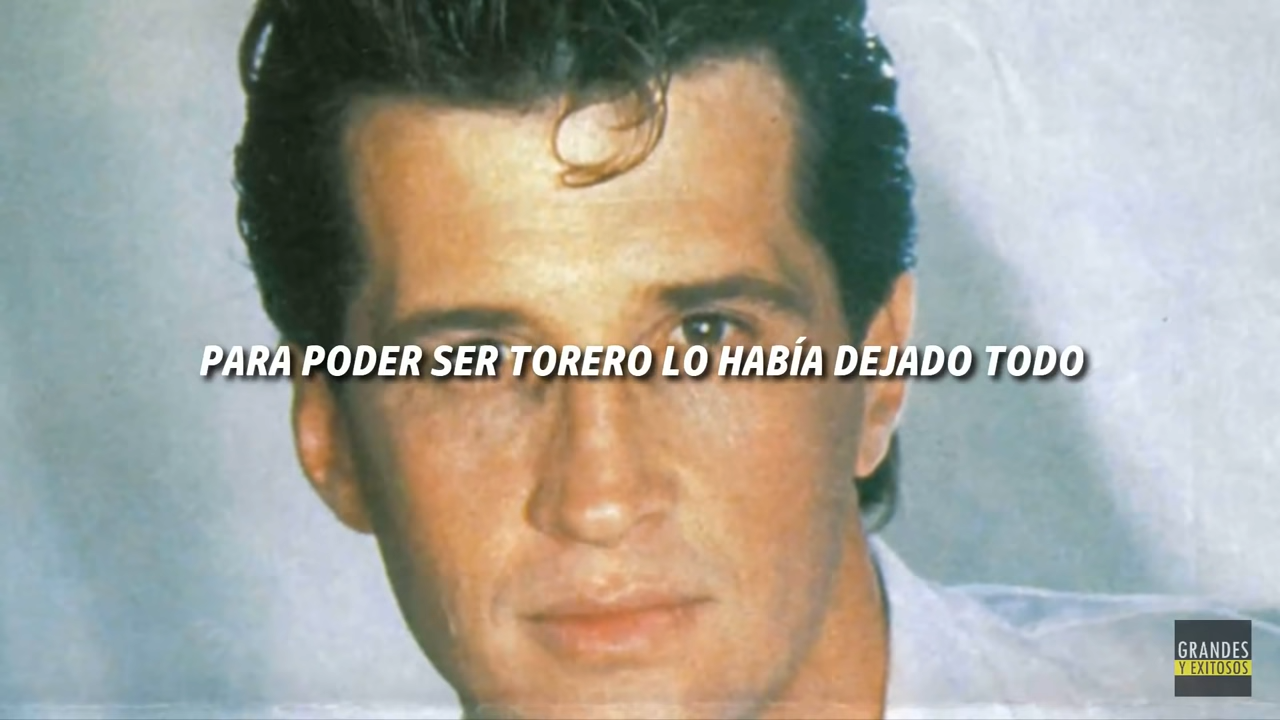 PARA PODER SER TORERO LO HABÍA DEJADO TODO
GRANDES
Y EXITOSOS